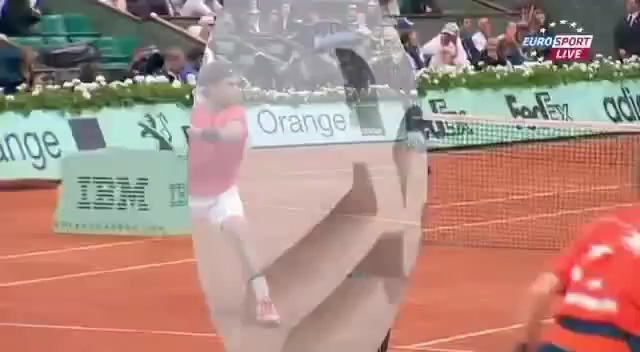 EUROSPORT
LIVE
ange
Orange
FedEx
adi
IBM